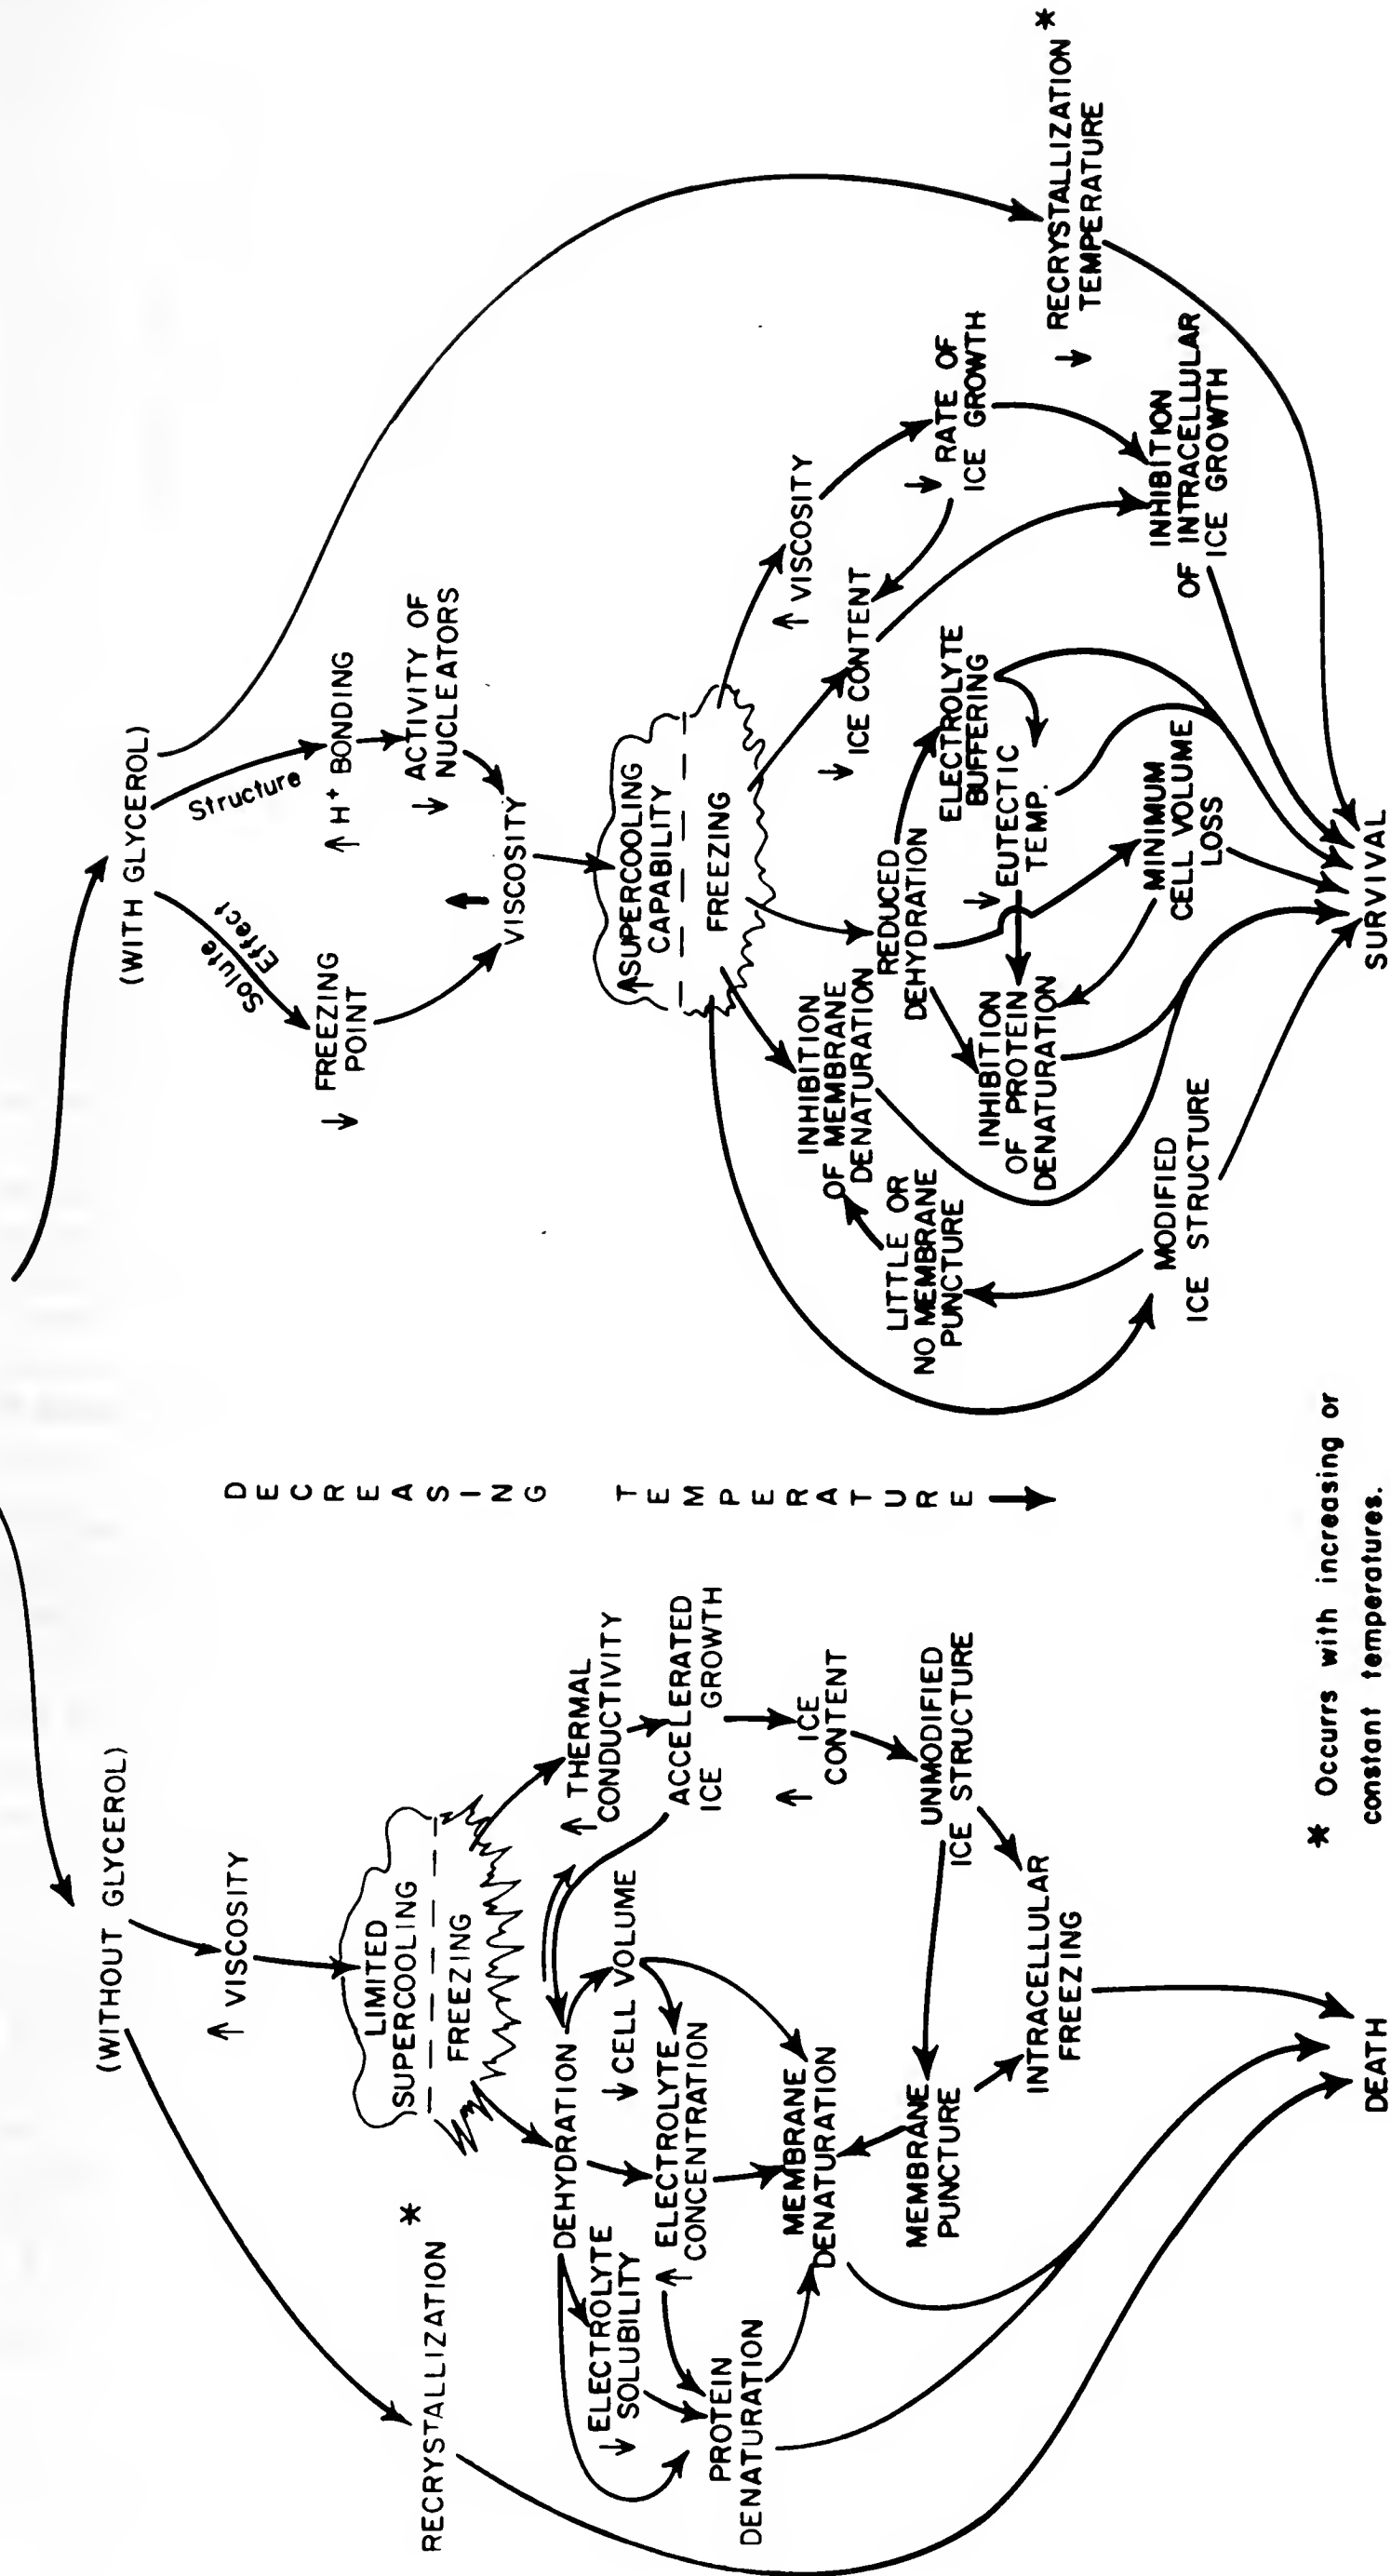 (WITHOUT GLYCEROL)
↑ VISCOSITY
LIMITED
SUPERCOOLING
FREEZING
RECRYSTALLIZATION *
DEHYDRATION
↑ THERMAL
CONDUCTIVITY
↓ ELECTROLYTE
SOLUBILITY
↓ CELL VOLUME
↑ ELECTROLYTE
CONCENTRATION
ACCELERATED
ICE GROWTH
PROTEIN
DENATURATION
MEMBRANE
DENATURATION
↑ ICE
CONTENT
MEMBRANE
PUNCTURE
UNMODIFIED
ICE STRUCTURE
INTRACELLULAR
FREEZING
DEATH
DECREASING TEMPERATURE
* Occurrs with increasing or
constant temperatures.
(WITH GLYCEROL)
Solute
Effect
Structure
↓ FREEZING
POINT
↑ H+ BONDING
↓ ACTIVITY OF
NUCLEATORS
↑
VISCOSITY
↑SUPERCOOLING
CAPABILITY
FREEZING
↑ VISCOSITY
INHIBITION
OF MEMBRANE
DENATURATION
REDUCED
DEHYDRATION
↓ ICE CONTENT
↓ RATE OF
ICE GROWTH
LITTLE OR
NO MEMBRANE
PUNCTURE
INHIBITION
OF PROTEIN
DENATURATION
↓ EUTECTIC
TEMP.
ELECTROLYTE
BUFFERING
↓ RECRYSTALLIZATION *
TEMPERATURE
MODIFIED
ICE STRUCTURE
MINIMUM
CELL VOLUME
LOSS
INHIBITION
OF INTRACELLULAR
ICE GROWTH
SURVIVAL